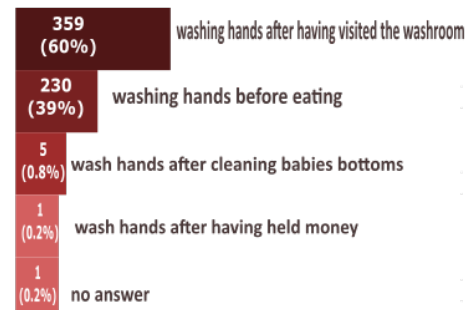 359
(60%)
washing hands after having visited the washroom
230
(39%)
washing hands before eating
5
(0.8%)
wash hands after cleaning babies bottoms
1
(0.2%)
wash hands after having held money
1
(0.2%)
no answer